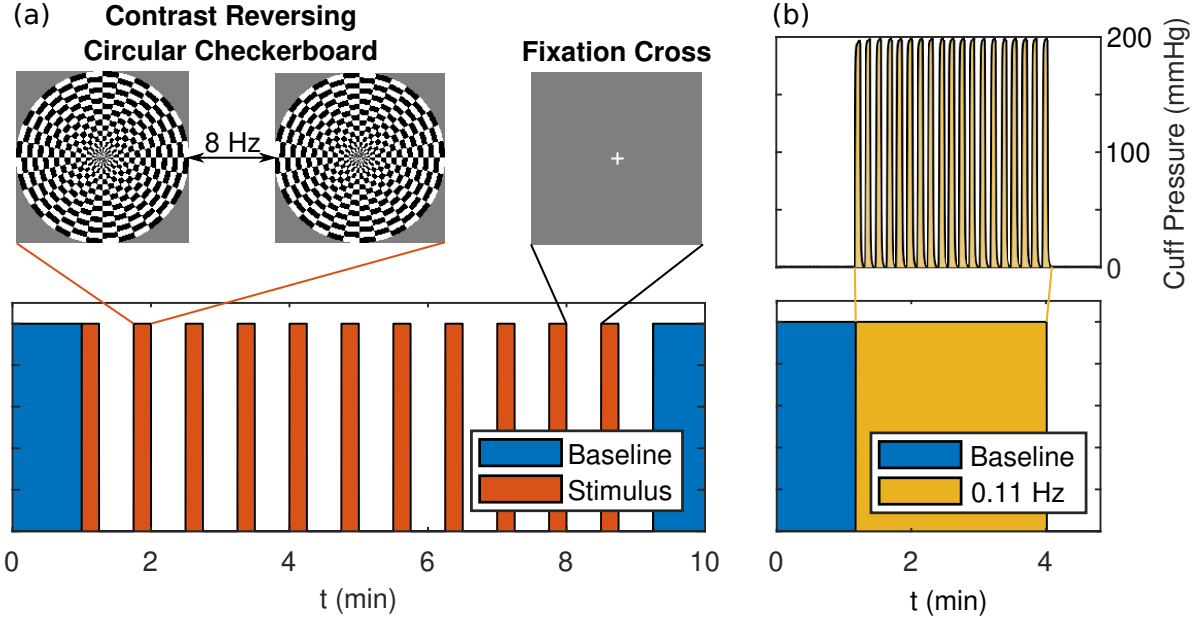 (a)
Contrast Reversing
Circular Checkerboard
Fixation Cross
8 Hz
Baseline
Stimulus
0 2 4 6 8 10
t (min)
(b)
200
100
0
Cuff Pressure (mmHg)
Baseline
0.11 Hz
0 2 4
t (min)